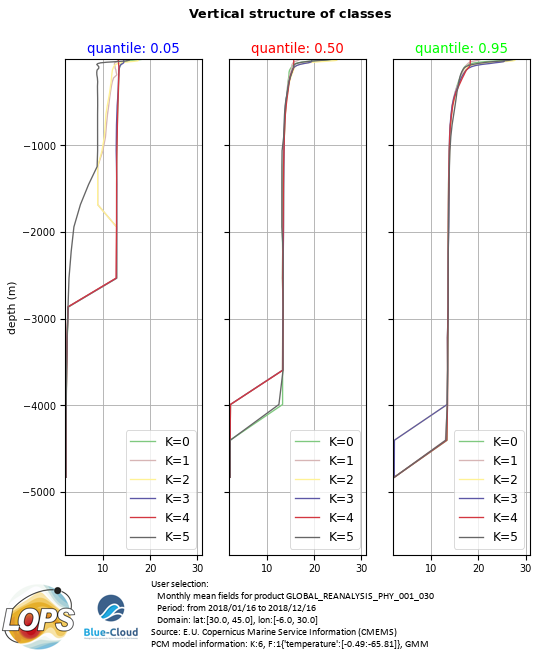 Vertical structure of classes
quantile: 0.05 quantile: 0.50 quantile: 0.95
−1000
−2000
−3000
−4000
−5000
depth (m)
K=0 K=0 K=0
K=1 K=1 K=1
K=2 K=2 K=2
K=3 K=3 K=3
K=4 K=4 K=4
K=5 K=5 K=5
10 20 30 10 20 30 10 20 30
LOPS
Blue-Cloud
User selection:
Monthly mean fields for product GLOBAL_REANALYSIS_PHY_001_030
Period: from 2018/01/16 to 2018/12/16
Domain: lat:[30.0, 45.0], lon:[-6.0, 30.0]
Source: E.U. Copernicus Marine Service Information (CMEMS)
PCM model information: K:6, F:1{'temperature':[-0.49:-65.81]}, GMM